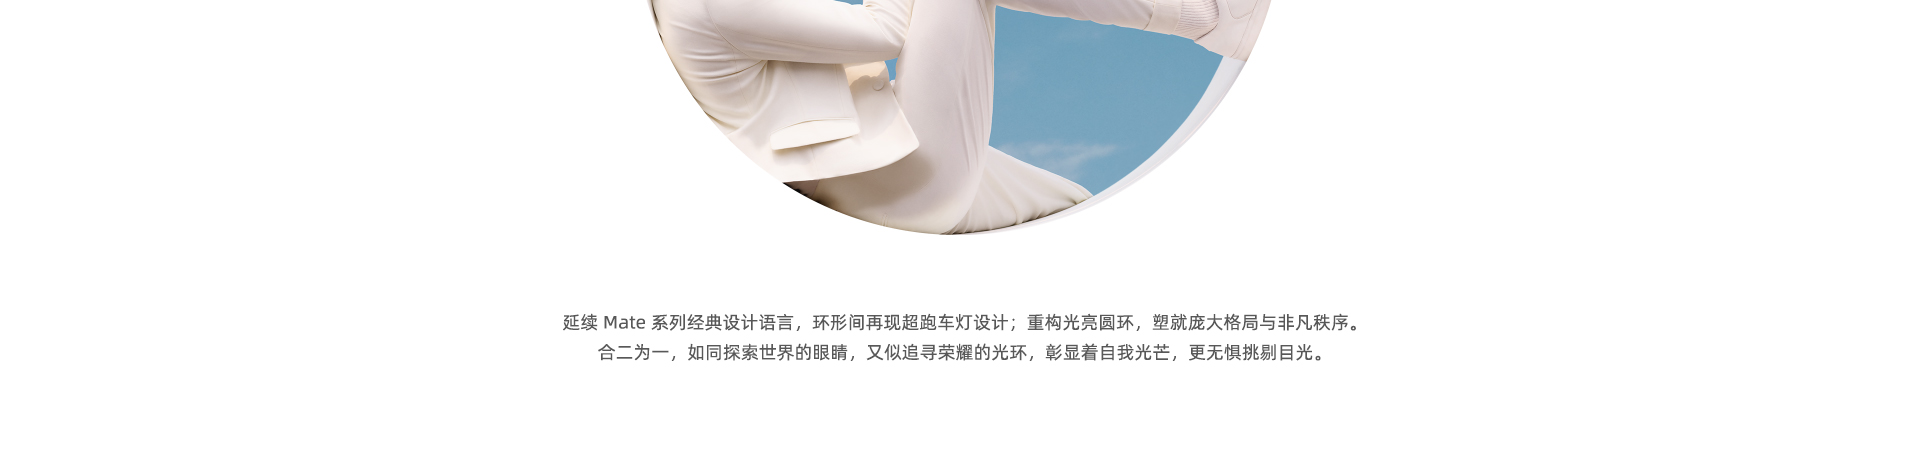 延续 Mate 系列经典设计语言，环形间再现超跑车灯设计；重构光亮圆环，塑就庞大格局与非凡秩序。
合二为一，如同探索世界的眼睛，又似追寻荣耀的光环，彰显着自我光芒，更无惧挑剔目光。